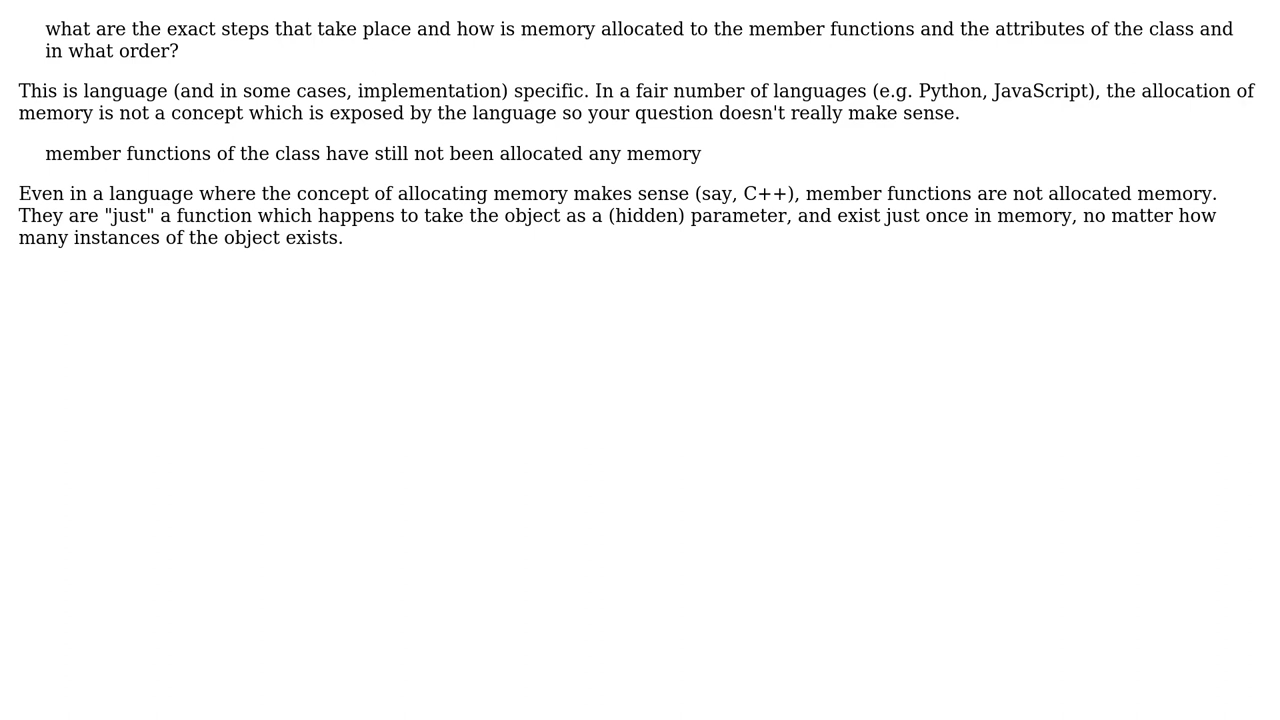 what are the exact steps that take place and how is memory allocated to the member functions and the attributes of the class and
in what order?
This is language (and in some cases, implementation) specific. In a fair number of languages (e.g. Python, JavaScript), the allocation of
memory is not a concept which is exposed by the language so your question doesn't really make sense.
member functions of the class have still not been allocated any memory
Even in a language where the concept of allocating memory makes sense (say, C++), member functions are not allocated memory.
They are "just" a function which happens to take the object as a (hidden) parameter, and exist just once in memory, no matter how
many instances of the object exists.